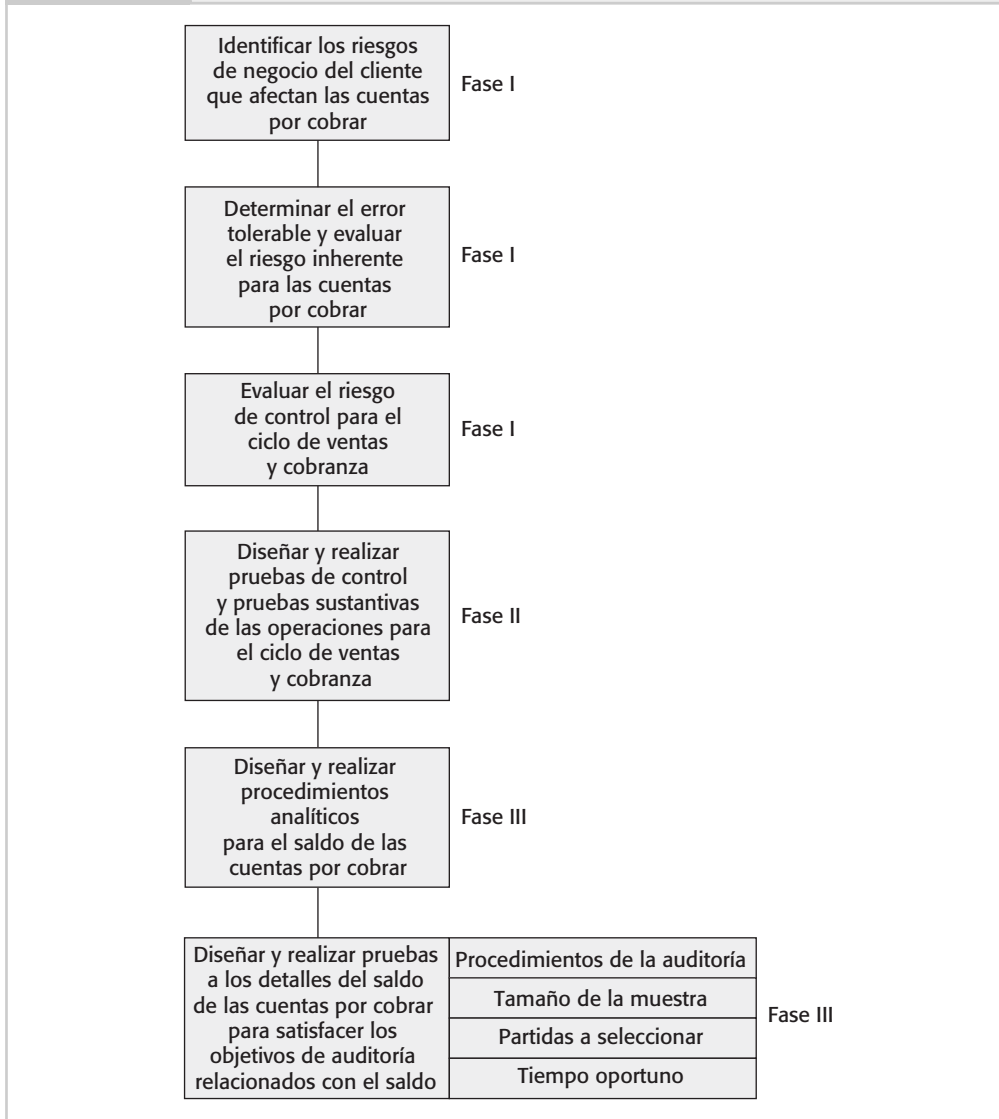 Identificar los riesgos
de negocio del cliente
que afectan las cuentas
por cobrar
Fase I
Determinar el error
tolerable y evaluar
el riesgo inherente
para las cuentas
por cobrar
Fase I
Evaluar el riesgo
de control para el
ciclo de ventas
y cobranza
Fase I
Diseñar y realizar
pruebas de control
y pruebas sustantivas
de las operaciones para
el ciclo de ventas
y cobranza
Fase II
Diseñar y realizar
procedimientos
analíticos
para el saldo de las
cuentas por cobrar
Fase III
Diseñar y realizar pruebas
a los detalles del saldo
de las cuentas por cobrar
para satisfacer los
objetivos de auditoría
relacionados con el saldo
Procedimientos de la auditoría
Tamaño de la muestra
Partidas a seleccionar
Tiempo oportuno
Fase III